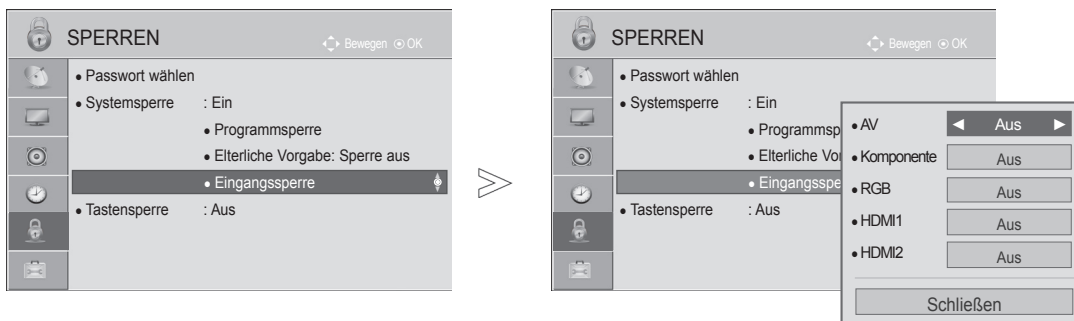 SPERREN
Bewegen OK
• Passwort wählen
• Systemsperre : Ein
• Programmsperre
• Elterliche Vorgabe: Sperre aus
• Eingangssperre
• Tastensperre : Aus
SPERREN
Bewegen OK
• Passwort wählen
• Systemsperre : Ein
• Programmsp
• Elterliche Vor
• Eingangsspe
• Tastensperre : Aus
• AV ◄ Aus ►
• Komponente Aus
• RGB Aus
• HDMI1 Aus
• HDMI2 Aus
Schließen